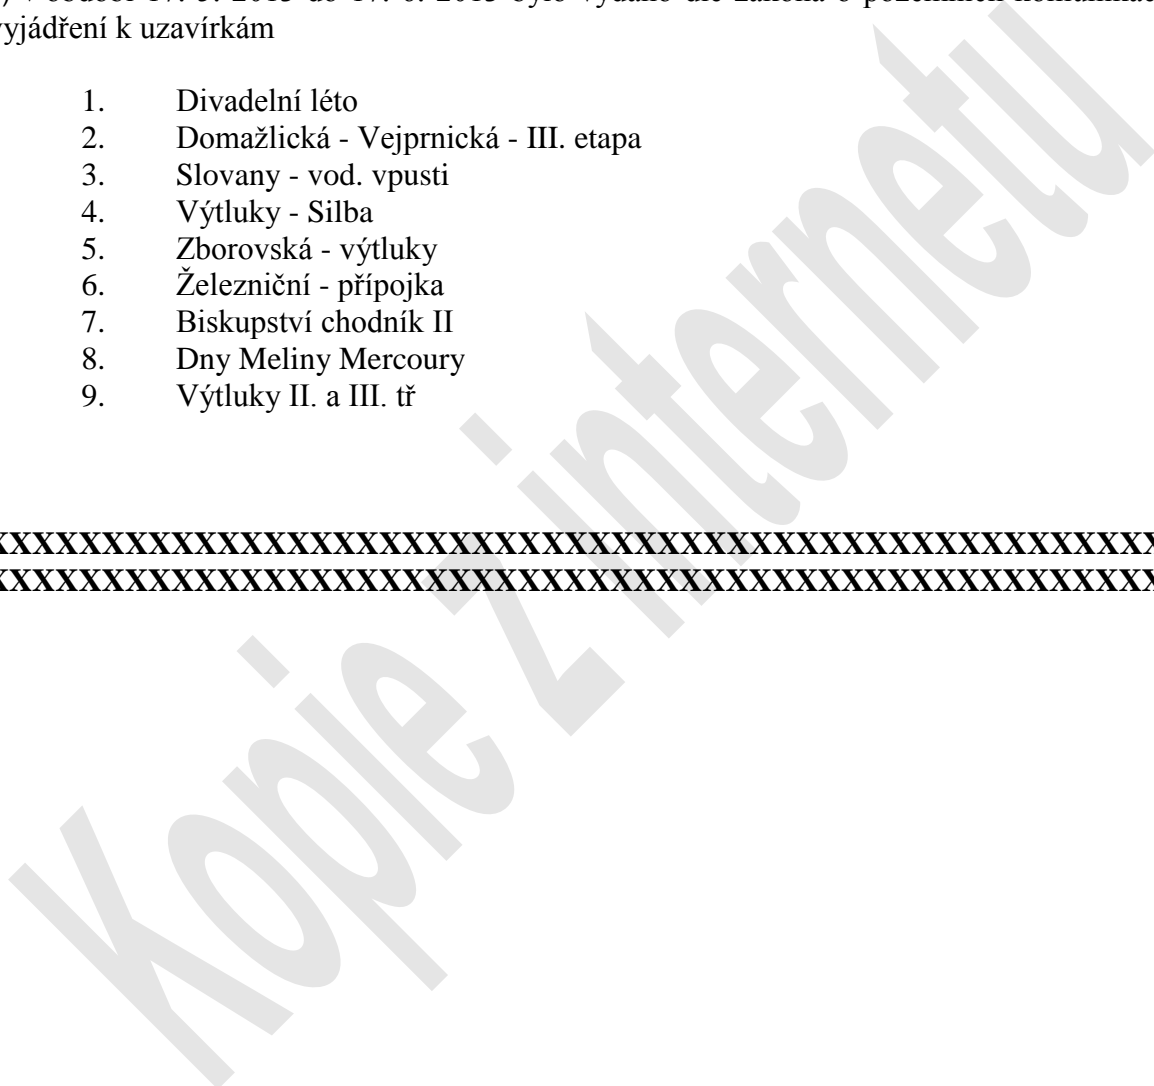 vyjádření k uzavírkám
1. Divadelní léto
2. Domažlická - Vejprnická - III. etapa
3. Slovany - vod. vpusti
4. Výtluky - Silba
5. Zborovská - výtluky
6. Železniční - přípojka
7. Biskupství chodník II
8. Dny Meliny Mercoury
9. Výtluky II. a III. tř
XXXXXXXXXXXXXXXXXXXXXXXXXXXXXXXXXXXXXXXXXXXXXXXXXX
XXXXXXXXXXXXXXXXXXXXXXXXXXXXXXXXXXXXXXXXXXXXXXXXXX
Kopie z internetu